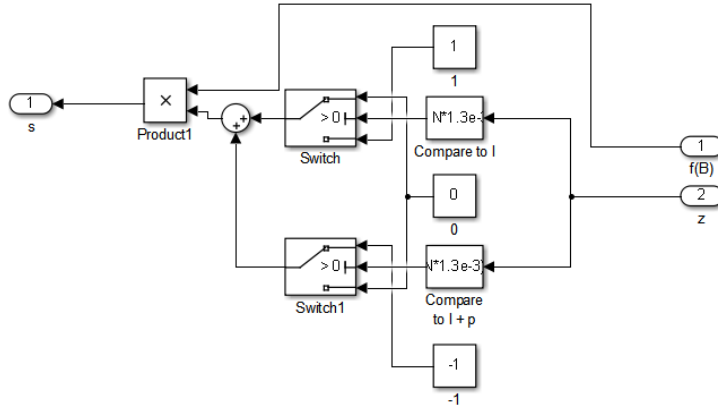 1
1
1
s
×
Product1
+
+
> 0
Switch
N*1.3e-3
Compare to I
1
f(B)
0
0
2
z
> 0
Switch1
N*1.3e-3)
Compare
to I + p
-1
-1